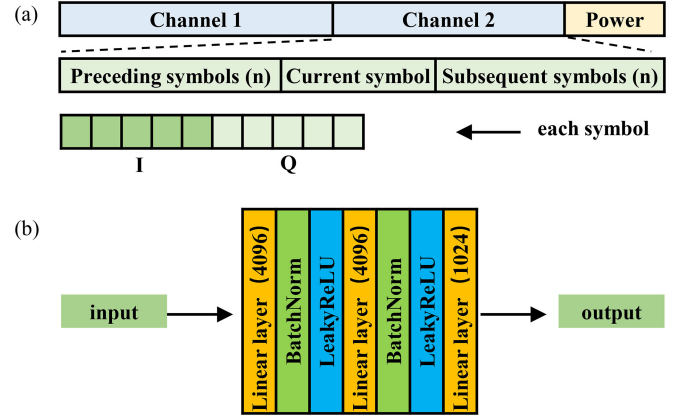 (a)
Channel 1 Channel 2 Power
Preceding symbols (n) Current symbol Subsequent symbols (n)
each symbol
I Q
(b)
input
Linear layer (4096)
BatchNorm
LeakyReLU
Linear layer (4096)
BatchNorm
LeakyReLU
Linear layer (1024)
output